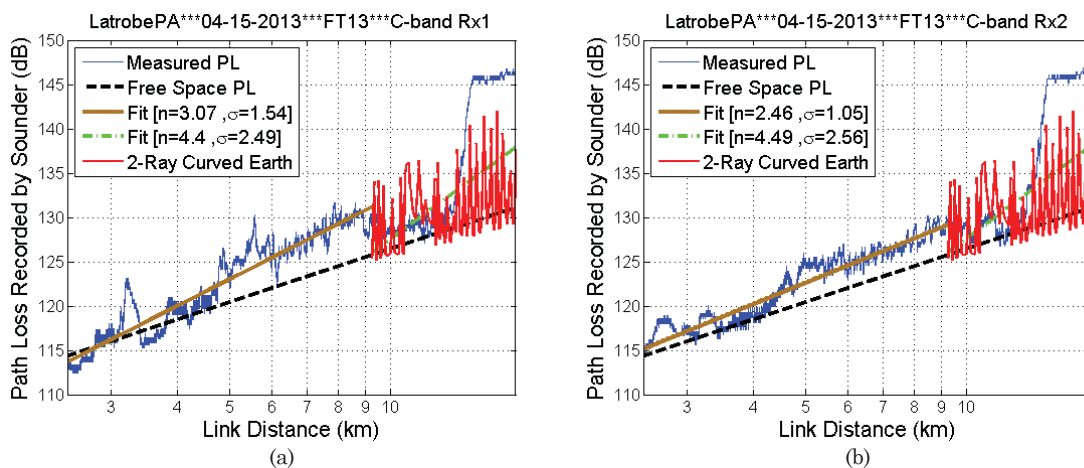 LatrobePA***04-15-2013***FT13***C-band Rx1
Path Loss Recorded by Sounder (dB)
150
145
140
135
130
125
120
115
110
Measured PL
Free Space PL
Fit [n=3.07 ,σ=1.54]
Fit [n=4.4 ,σ=2.49]
2-Ray Curved Earth
3 4 5 6 7 8 9 10
Link Distance (km)
(a)
LatrobePA***04-15-2013***FT13***C-band Rx2
Path Loss Recorded by Sounder (dB)
150
145
140
135
130
125
120
115
110
Measured PL
Free Space PL
Fit [n=2.46 ,σ=1.05]
Fit [n=4.49 ,σ=2.56]
2-Ray Curved Earth
3 4 5 6 7 8 9 10
Link Distance (km)
(b)